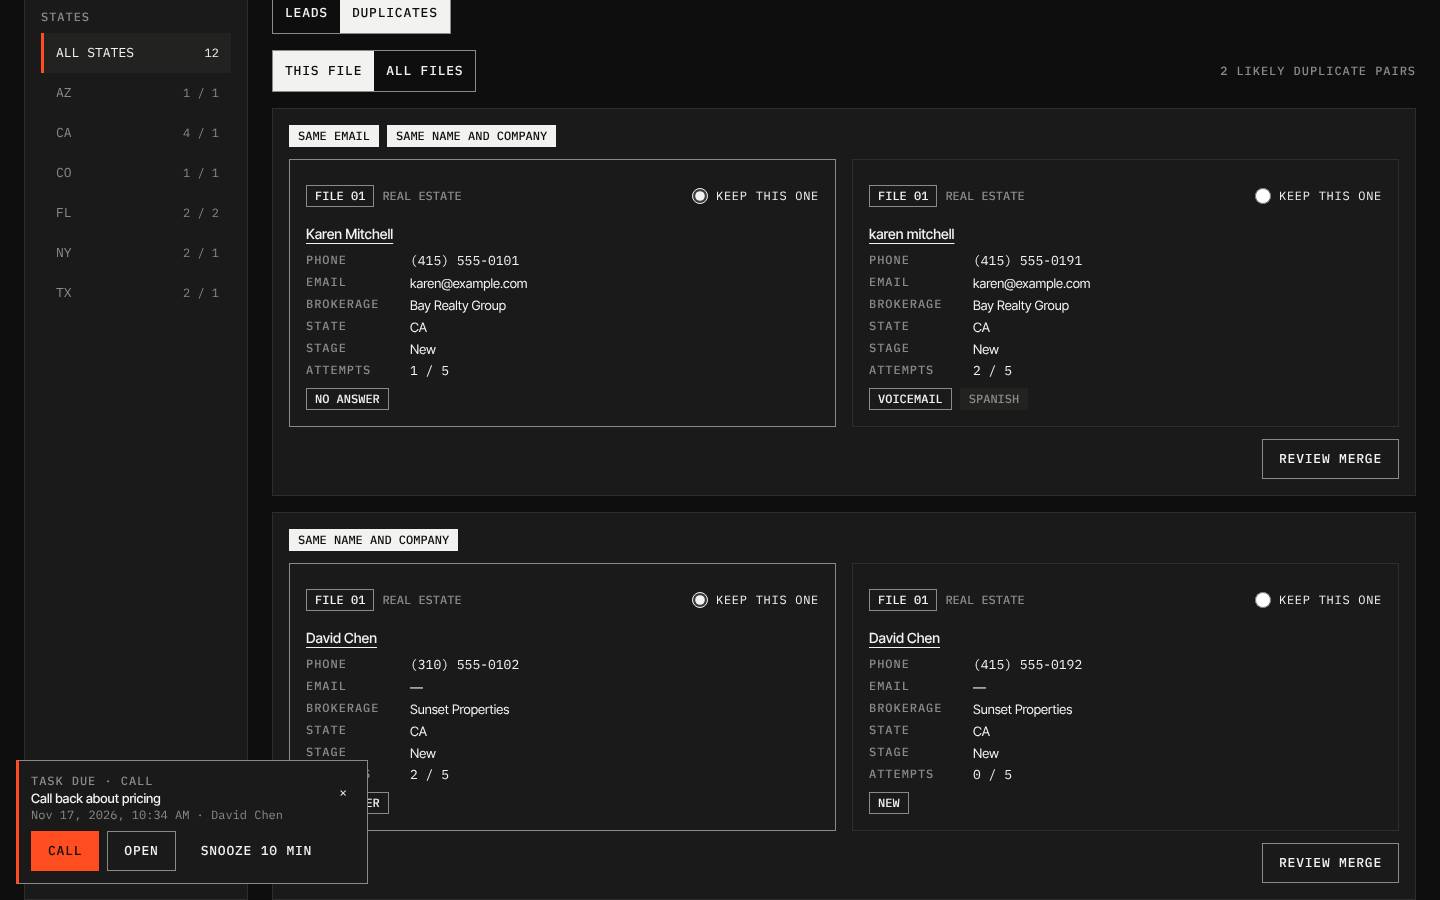 STATES
ALL STATES 12
AZ 1 / 1
CA 4 / 1
CO 1 / 1
FL 2 / 2
NY 2 / 1
TX 2 / 1
LEADS DUPLICATES
THIS FILE ALL FILES
2 LIKELY DUPLICATE PAIRS
SAME EMAIL SAME NAME AND COMPANY
FILE 01 REAL ESTATE KEEP THIS ONE
Karen Mitchell
PHONE (415) 555-0101
EMAIL karen@example.com
BROKERAGE Bay Realty Group
STATE CA
STAGE New
ATTEMPTS 1 / 5
NO ANSWER
FILE 01 REAL ESTATE KEEP THIS ONE
karen mitchell
PHONE (415) 555-0191
EMAIL karen@example.com
BROKERAGE Bay Realty Group
STATE CA
STAGE New
ATTEMPTS 2 / 5
VOICEMAIL SPANISH
REVIEW MERGE
SAME NAME AND COMPANY
FILE 01 REAL ESTATE KEEP THIS ONE
David Chen
PHONE (310) 555-0102
EMAIL —
BROKERAGE Sunset Properties
STATE CA
STAGE New
2 / 5
FILE 01 REAL ESTATE KEEP THIS ONE
David Chen
PHONE (415) 555-0192
EMAIL —
BROKERAGE Sunset Properties
STATE CA
STAGE New
ATTEMPTS 0 / 5
NEW
REVIEW MERGE
TASK DUE · CALL ×
Call back about pricing
Nov 17, 2026, 10:34 AM · David Chen
CALL OPEN SNOOZE 10 MIN